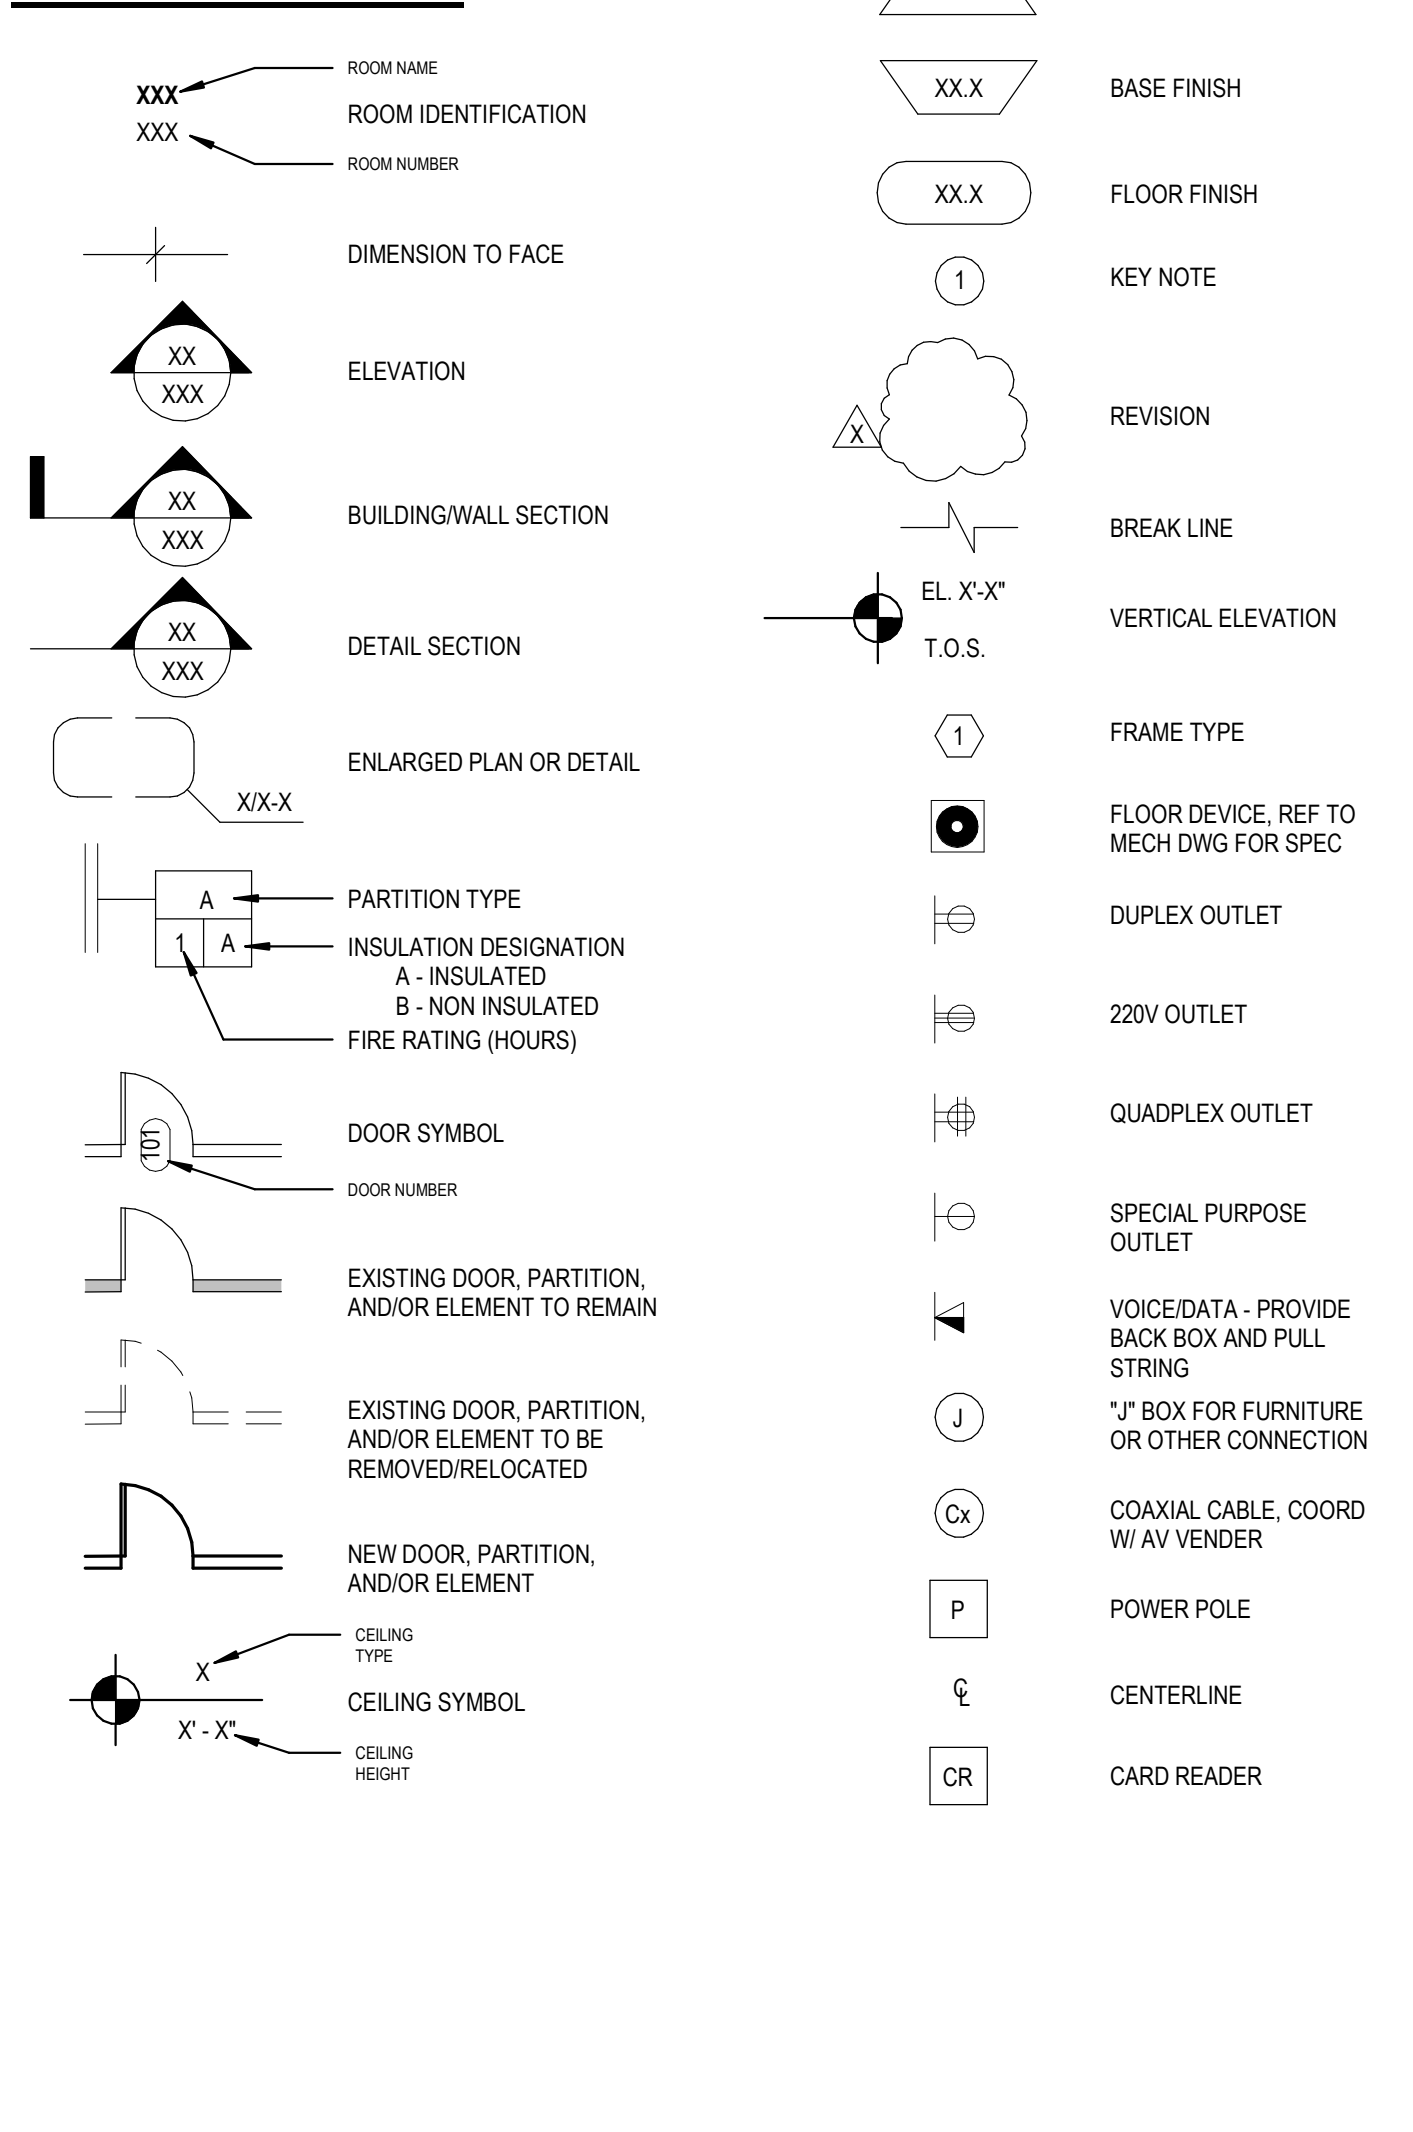 ROOM NAME
XXX
ROOM IDENTIFICATION
XXX
ROOM NUMBER
DIMENSION TO FACE
XX
XXX
ELEVATION
XX
XXX
BUILDING/WALL SECTION
XX
XXX
DETAIL SECTION
ENLARGED PLAN OR DETAIL
X/X-X
A
PARTITION TYPE
1
A
INSULATION DESIGNATION
A - INSULATED
B - NON INSULATED
FIRE RATING (HOURS)
101
DOOR SYMBOL
DOOR NUMBER
EXISTING DOOR, PARTITION,
AND/OR ELEMENT TO REMAIN
EXISTING DOOR, PARTITION,
AND/OR ELEMENT TO BE
REMOVED/RELOCATED
NEW DOOR, PARTITION,
AND/OR ELEMENT
CEILING
TYPE
X
CEILING SYMBOL
X' - X"
CEILING
HEIGHT
XX.X
BASE FINISH
XX.X
FLOOR FINISH
1
KEY NOTE
X
REVISION
BREAK LINE
EL. X'-X"
VERTICAL ELEVATION
T.O.S.
1
FRAME TYPE
FLOOR DEVICE, REF TO
MECH DWG FOR SPEC
DUPLEX OUTLET
220V OUTLET
QUADPLEX OUTLET
SPECIAL PURPOSE
OUTLET
VOICE/DATA - PROVIDE
BACK BOX AND PULL
STRING
J
"J" BOX FOR FURNITURE
OR OTHER CONNECTION
Cx
COAXIAL CABLE, COORD
W/ AV VENDER
P
POWER POLE
℄
CENTERLINE
CR
CARD READER